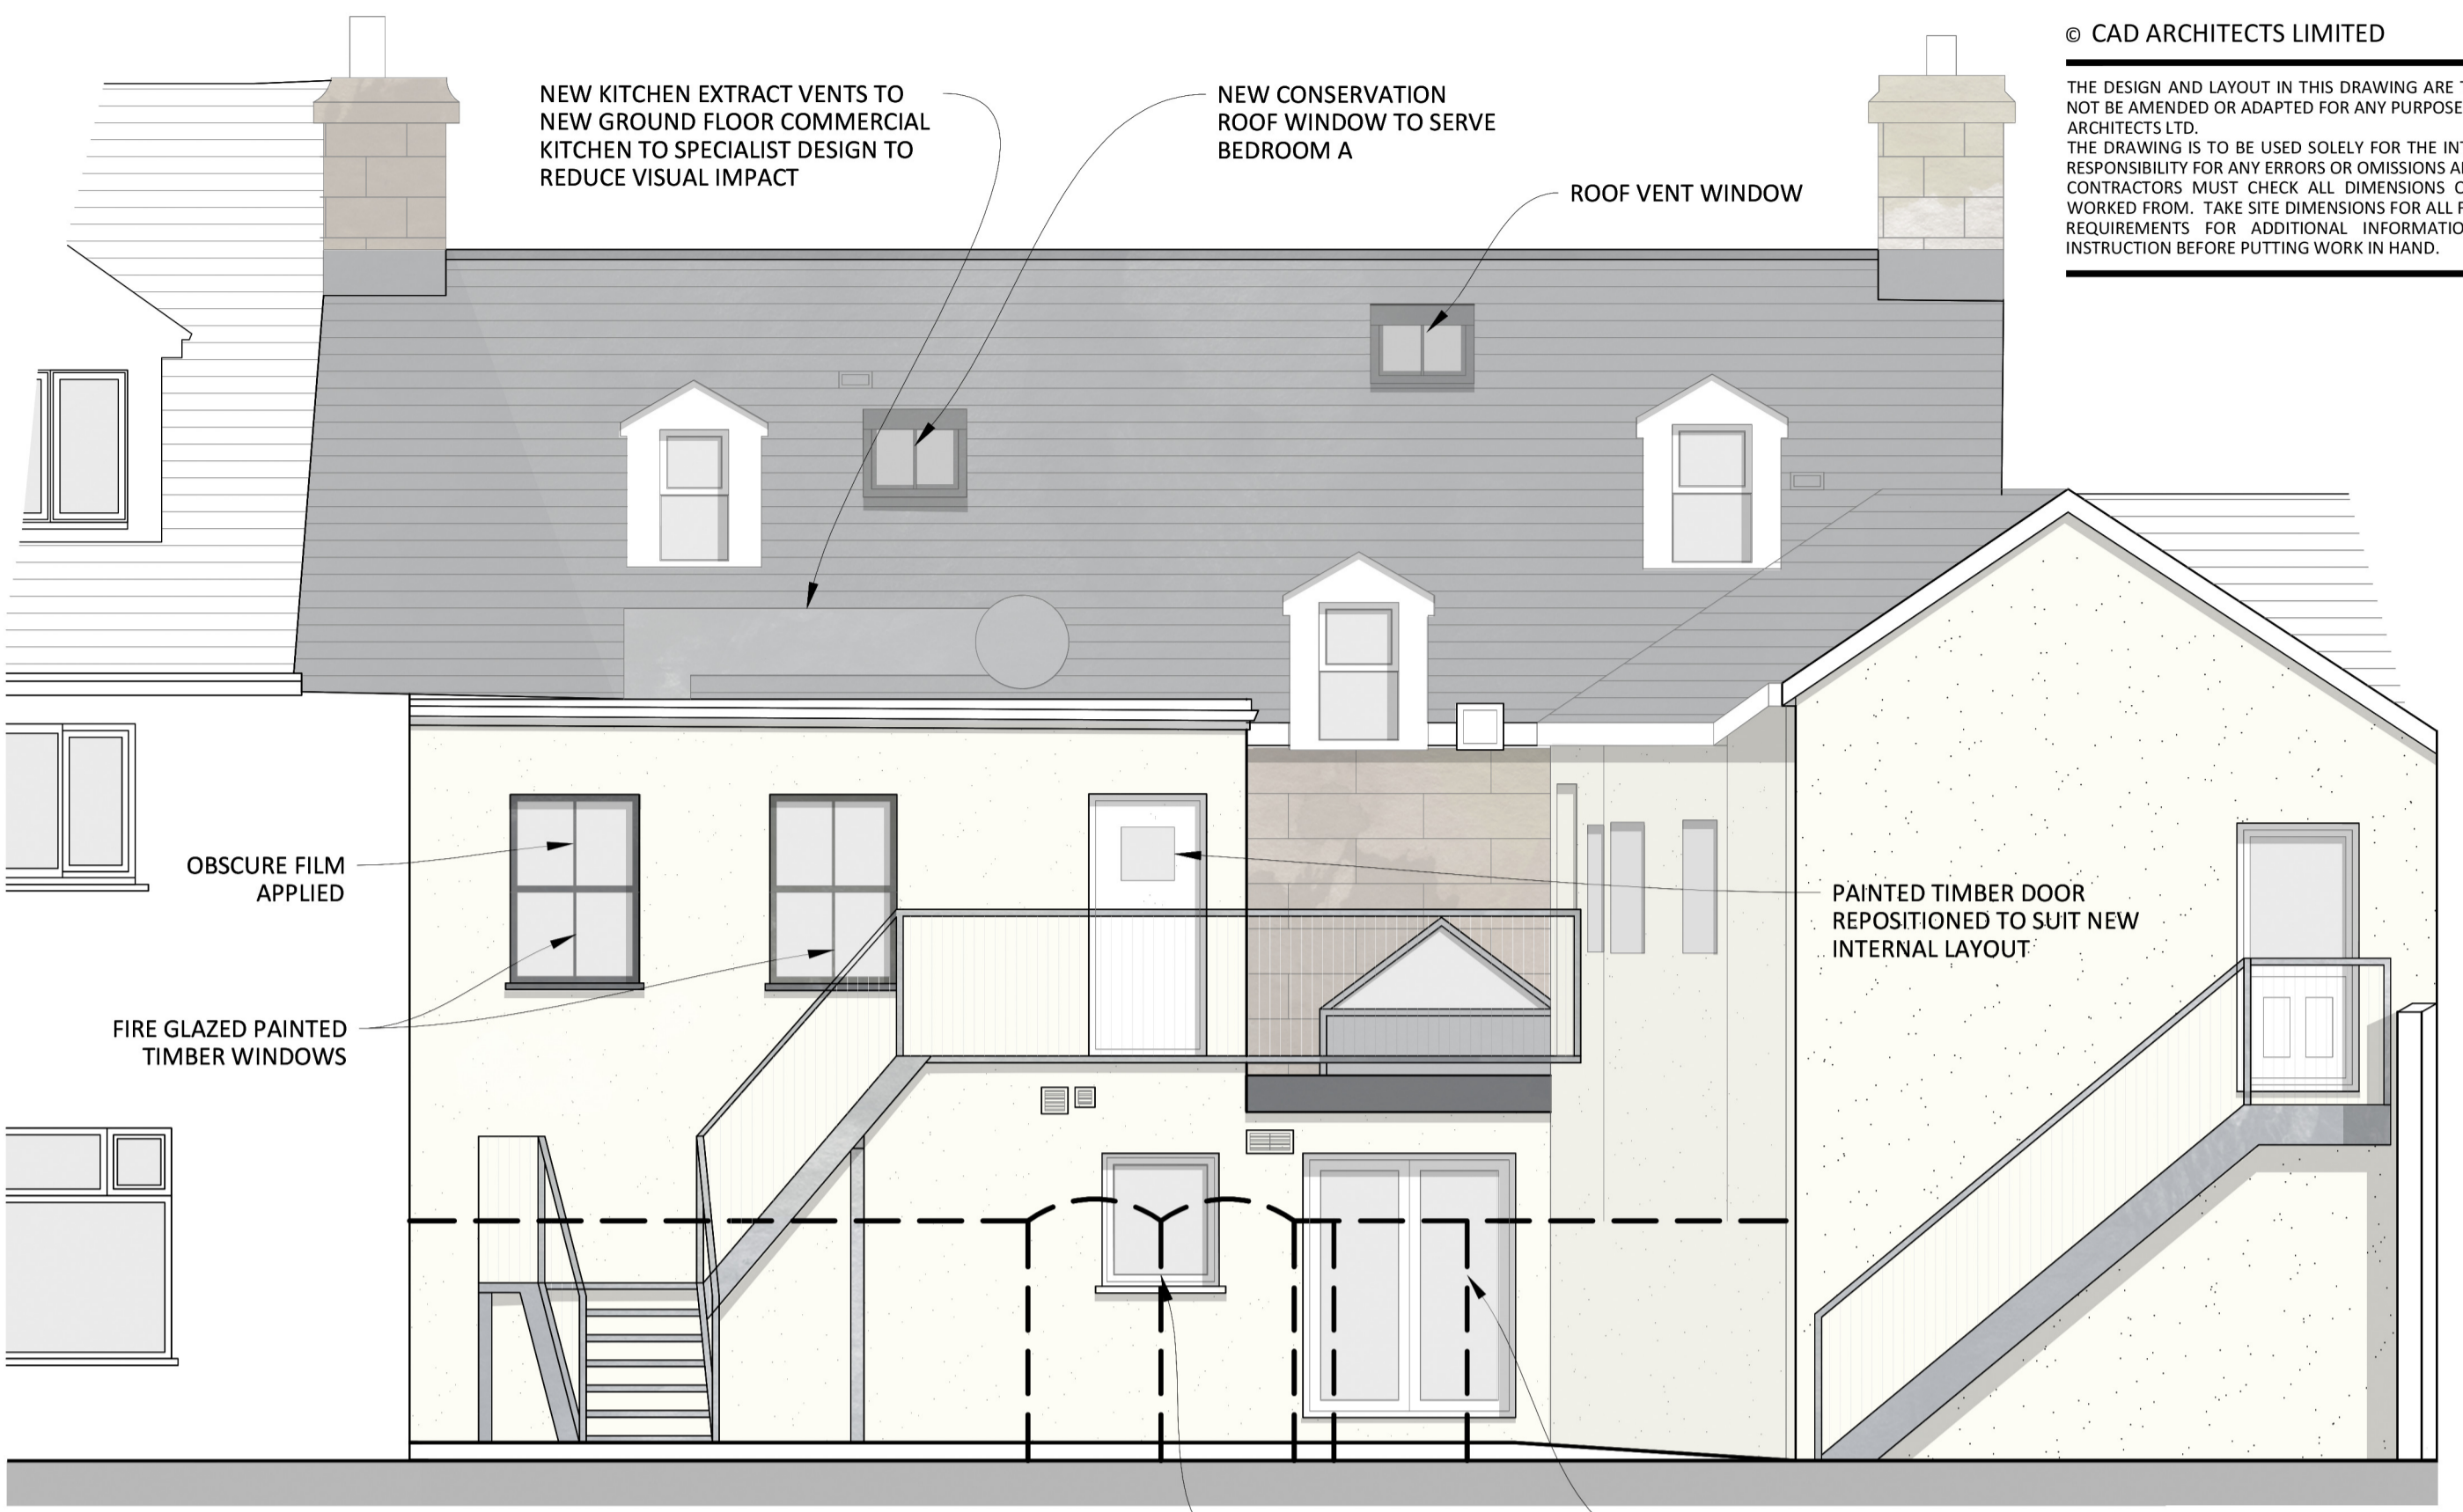 © CAD ARCHITECTS LIMITED
THE DESIGN AND LAYOUT IN THIS DRAWING ARE
NOT BE AMENDED OR ADAPTED FOR ANY PURPOSE
ARCHITECTS LTD.
THE DRAWING IS TO BE USED SOLELY FOR THE
RESPONSIBILITY FOR ANY ERRORS OR OMISSIONS
CONTRACTORS MUST CHECK ALL DIMENSIONS
WORKED FROM. TAKE SITE DIMENSIONS FOR ALL
REQUIREMENTS FOR ADDITIONAL
INSTRUCTION BEFORE PUTTING WORK IN HAND.
NEW KITCHEN EXTRACT VENTS TO
NEW GROUND FLOOR COMMERCIAL
KITCHEN TO SPECIALIST DESIGN TO
REDUCE VISUAL IMPACT
NEW CONSERVATION
ROOF WINDOW TO SERVE
BEDROOM A
ROOF VENT WINDOW
OBSCURE FILM
APPLIED
FIRE GLAZED PAINTED
TIMBER WINDOWS
PAINTED TIMBER DOOR
REPOSITIONED TO SUIT NEW
INTERNAL LAYOUT